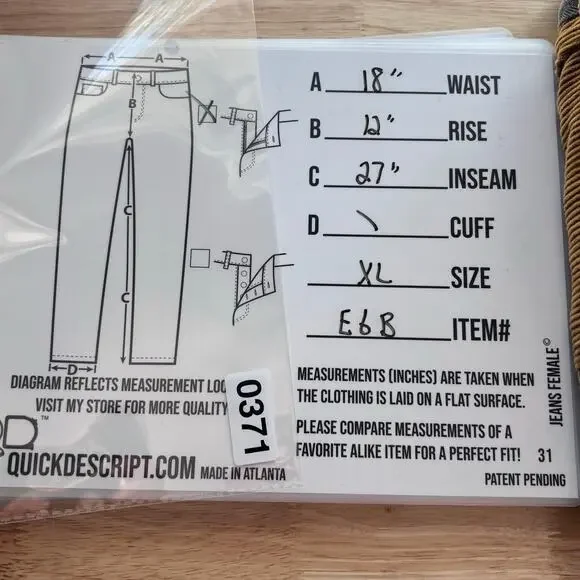 A A
B
C
C
D
DIAGRAM REFLECTS MEASUREMENT LOC
VISIT MY STORE FOR MORE QUALITY
QUICKDESCRIPT.COM MADE IN ATLANTA
TM
0371
A 18" WAIST
B 12" RISE
C 27" INSEAM
D \ CUFF
XL SIZE
E6B ITEM#
MEASUREMENTS (INCHES) ARE TAKEN WHEN
THE CLOTHING IS LAID ON A FLAT SURFACE.
PLEASE COMPARE MEASUREMENTS OF A
FAVORITE ALIKE ITEM FOR A PERFECT FIT! 31
PATENT PENDING
JEANS FEMALE©